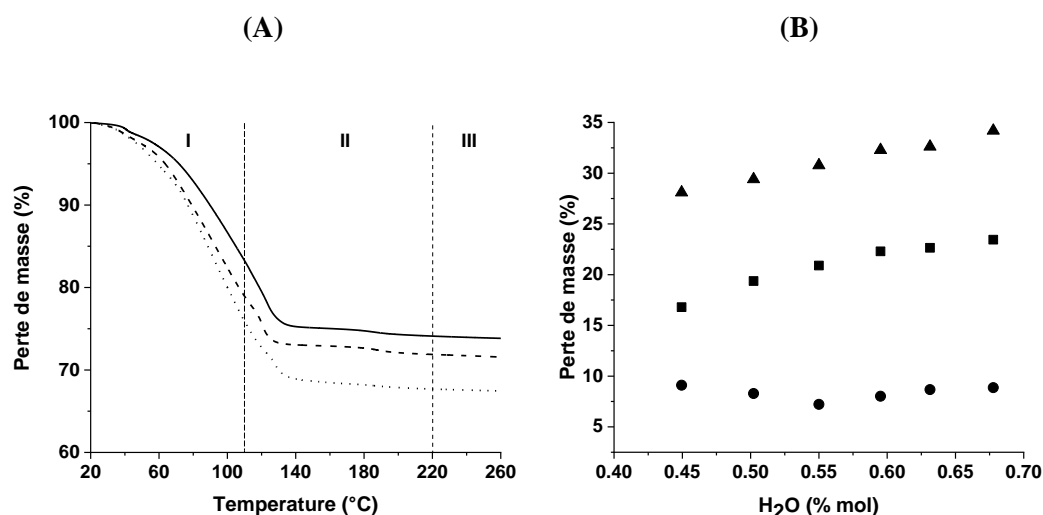 (A)
(B)
100
90
80
70
60
Perte de masse (%)
I
II
III
20
60
100
140
180
220
260
Temperature (°C)
35
30
25
20
15
10
5
Perte de masse (%)
0.40
0.45
0.50
0.55
0.60
0.65
0.70
H₂O (% mol)